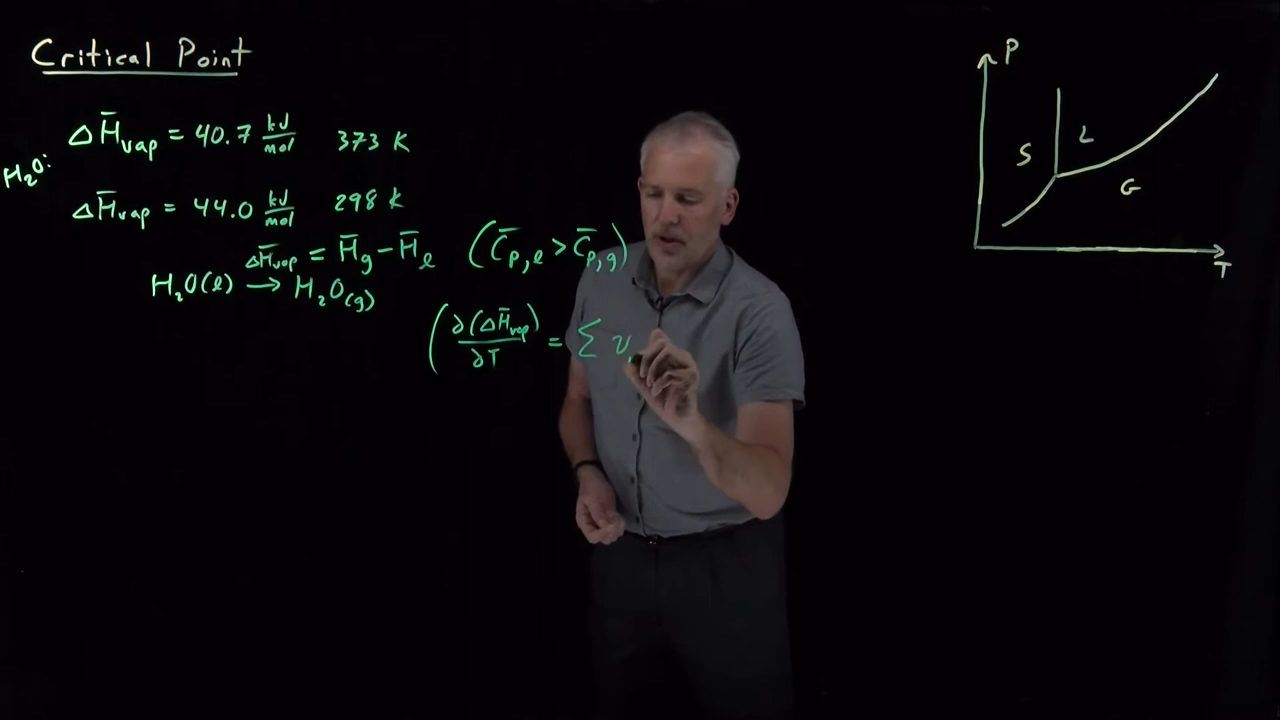 Critical Point
ΔH̄vap = 40.7 kJ/mol 373 K
H₂O:
ΔH̄vap = 44.0 kJ/mol 298 K
ΔH̄vap = H̄g − H̄ℓ (C̄p,ℓ > C̄p,g)
H₂O(ℓ) → H₂O(g)
(∂(ΔH̄vap)/∂T = Σ ν
P
S
L
G
T